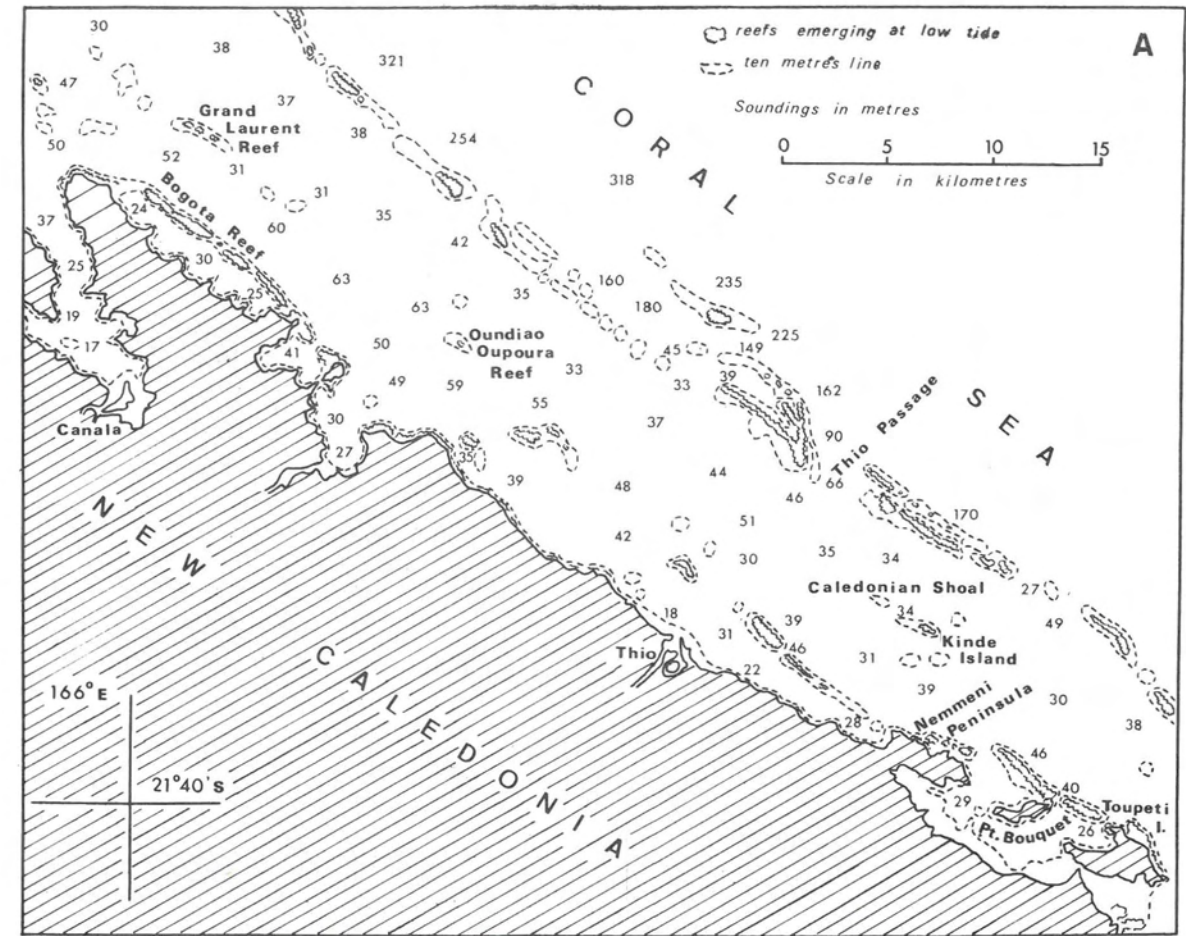 A
reefs emerging at low tide
ten metres line
Soundings in metres
0 5 10 15
Scale in kilometres
30
38
321
47
37
Grand
Laurent
Reef
38
254
50
52
31
318
Bogota Reef
24
31
35
37
60
42
30
25
25
63
160
235
35
19
63
180
225
17
41
50
Oundiao
Oupoura
Reef
45
149
33
39
33
162
49
59
Canala
30
55
37
90
Thio Passage
27
35
39
44
66
46
48
170
51
42
30
35
34
Caledonian Shoal
27
34
49
18
39
31
Kinde
Island
Thio
46
31
22
39
30
Nemmeni
Peninsula
28
38
166° E
46
21°40'S
40
29
Toupeti
I.
Pt. Bouquet
26
CORAL
SEA
NEW
CALEDONIA